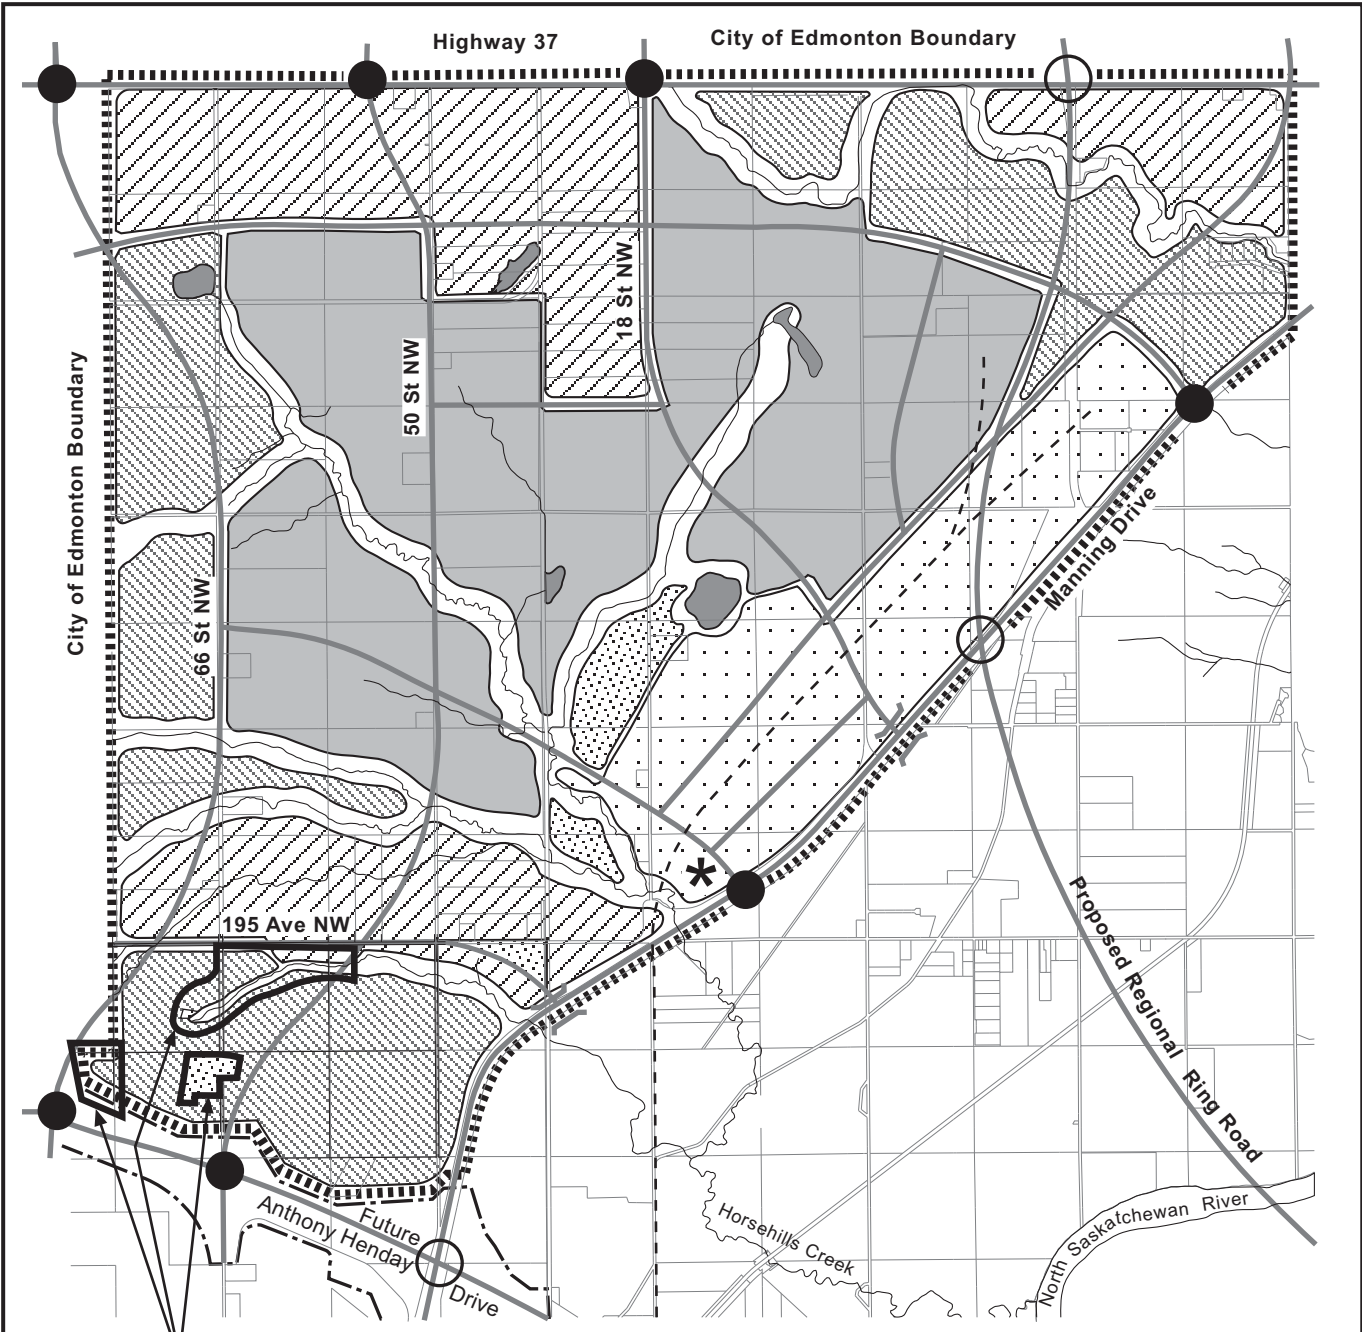 Highway 37
City of Edmonton Boundary
18 St NW
50 St NW
City of Edmonton Boundary
66 St NW
Manning Drive
*
195 Ave NW
Proposed Regional Ring Road
Future
Anthony Henday
Drive
Horsehills Creek
North Saskatchewan River